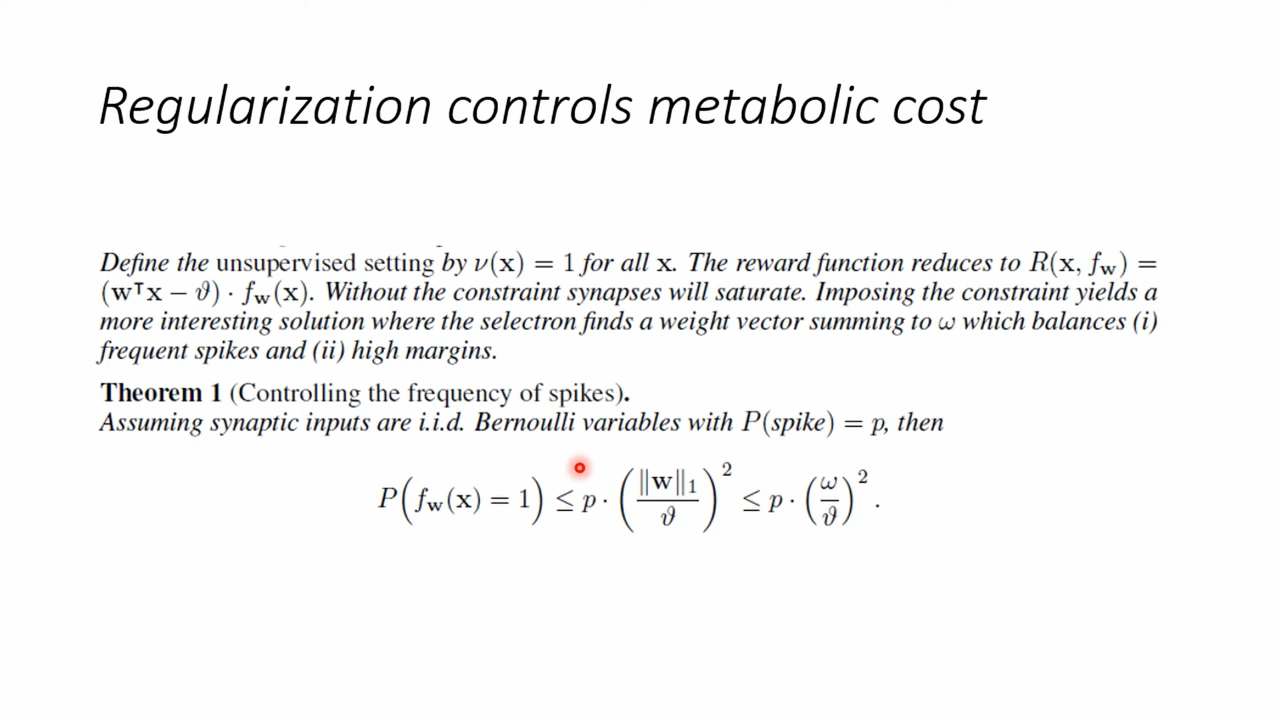 Regularization controls metabolic cost
Define the unsupervised setting by ν(x) = 1 for all x. The reward function reduces to R(x, f_w) =
(w⊤x − ϑ) · f_w(x). Without the constraint synapses will saturate. Imposing the constraint yields a
more interesting solution where the selectron finds a weight vector summing to ω which balances (i)
frequent spikes and (ii) high margins.
Theorem 1 (Controlling the frequency of spikes).
Assuming synaptic inputs are i.i.d. Bernoulli variables with P(spike) = p, then
P(f_w(x) = 1) ≤ p · (‖w‖₁/ϑ)² ≤ p · (ω/ϑ)².